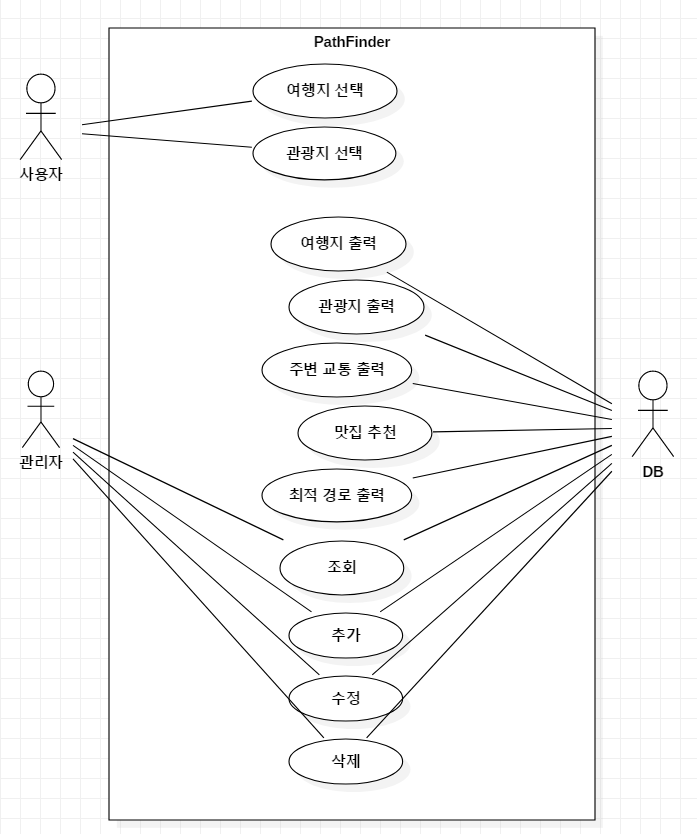 PathFinder
여행지 선택
관광지 선택
사용자
여행지 출력
관광지 출력
주변 교통 출력
맛집 추천
관리자
DB
최적 경로 출력
조회
추가
수정
삭제